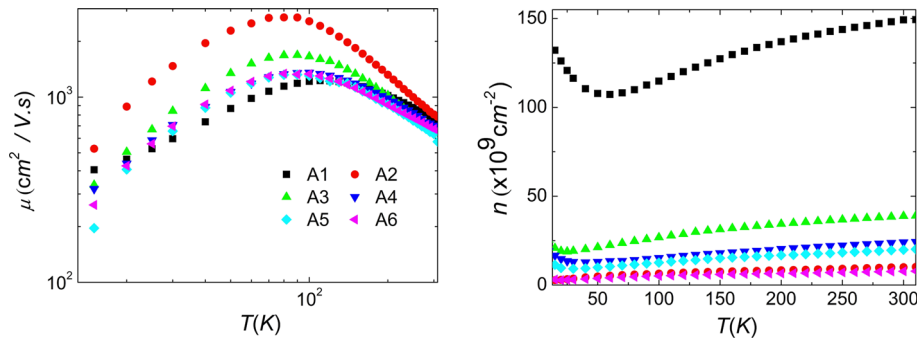 μ(cm² / V.s)
10³
10²
A1
A2
A3
A4
A5
A6
10²
T(K)
n (x10⁹cm⁻²)
150
100
50
0
50
100
150
200
250
300
T(K)